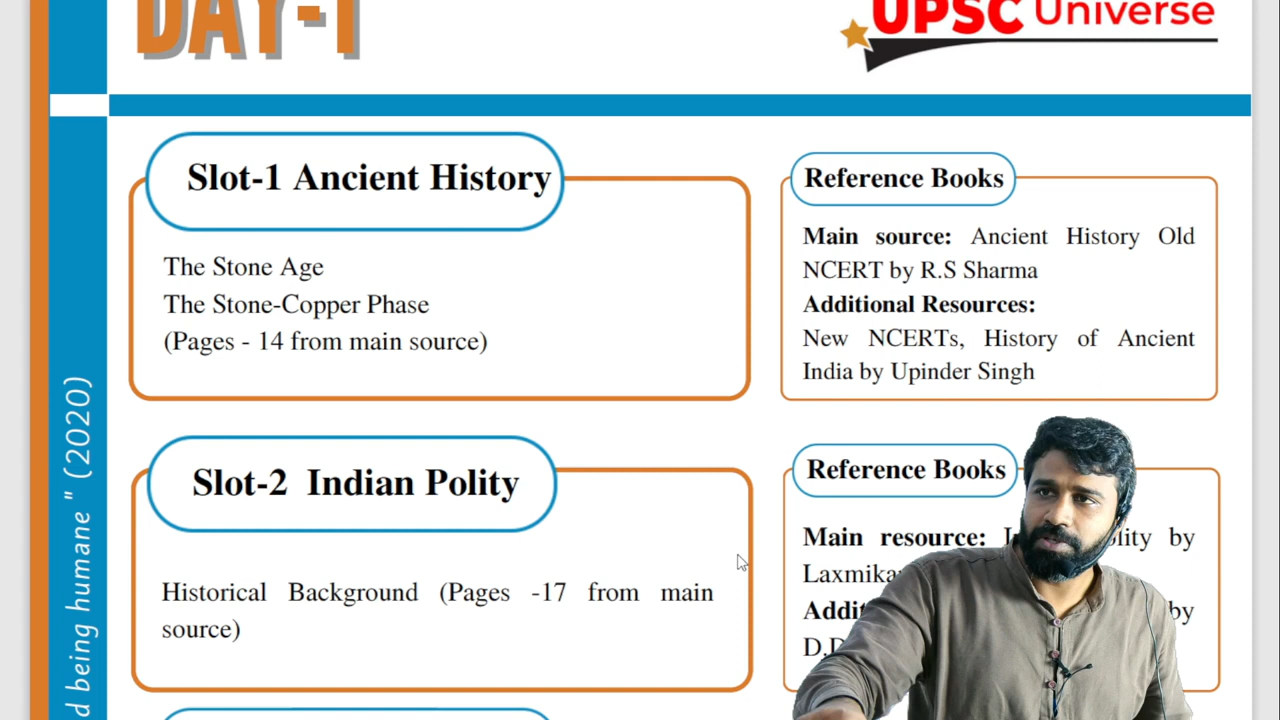 DAY-1
UPSC Universe
Slot-1 Ancient History
The Stone Age
The Stone-Copper Phase
(Pages - 14 from main source)
Reference Books
Main source: Ancient History Old
NCERT by R.S Sharma
Additional Resources:
New NCERTs, History of Ancient
India by Upinder Singh
Slot-2 Indian Polity
Historical Background (Pages -17 from main
source)
Reference Books
Main resource: by
by
d being humane " (2020)